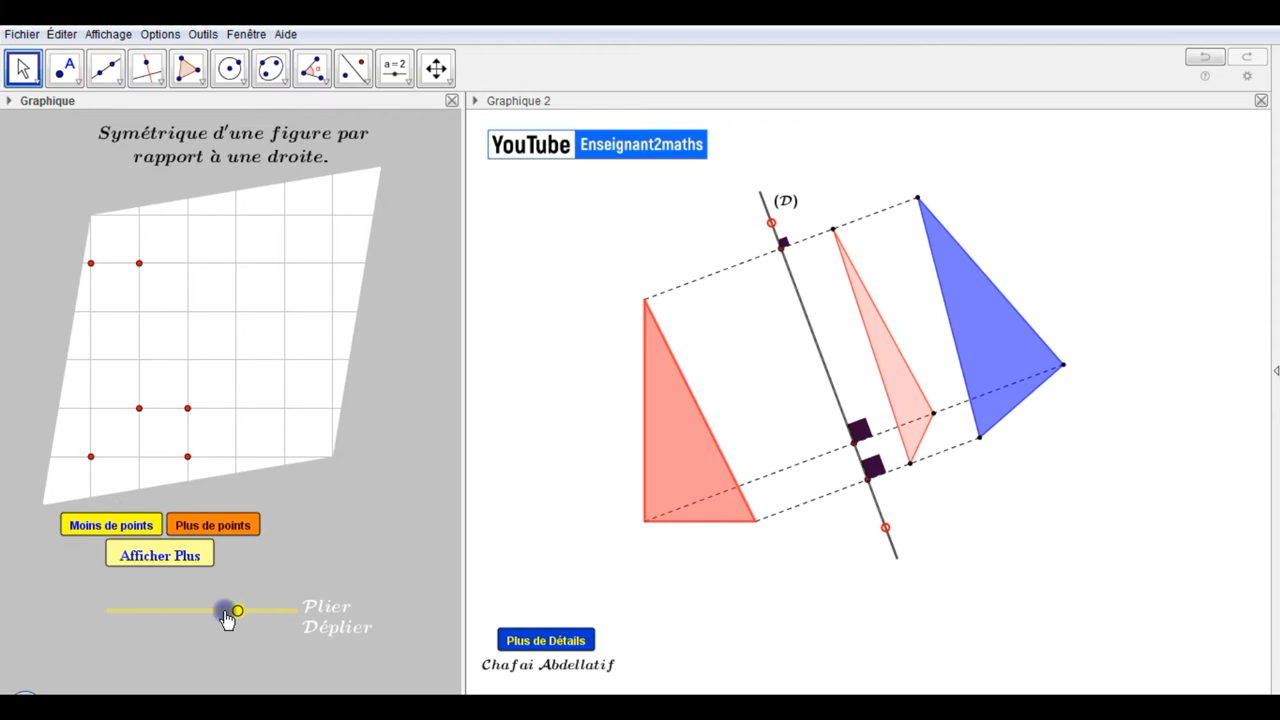 Fichier Éditer Affichage Options Outils Fenêtre Aide
A
α
a=2
Graphique
Graphique 2
Symétrique d'une figure par
rapport à une droite.
YouTube Enseignant2maths
(D)
Moins de points Plus de points
Afficher Plus
Plier
Déplier
Plus de Détails
Chafai Abdellatif